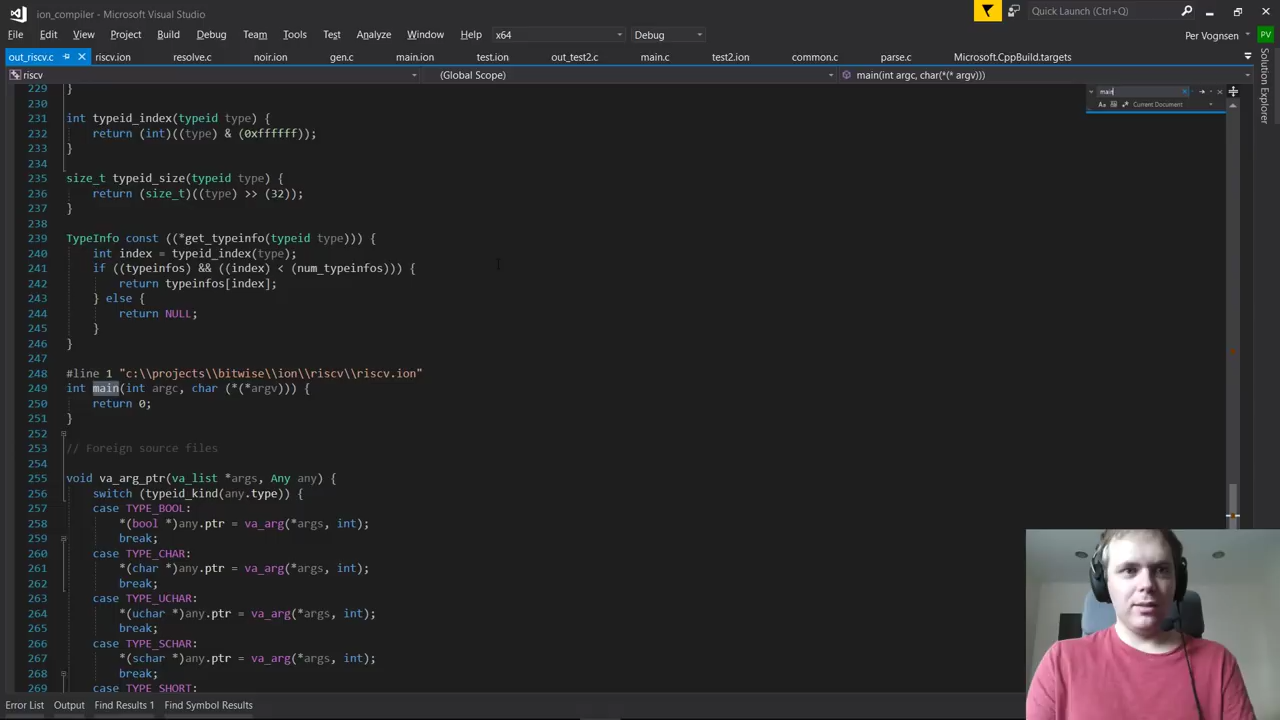 ion_compiler - Microsoft Visual Studio
Quick Launch (Ctrl+Q)
File Edit View Project Build Debug Team Tools Test Analyze Window Help x64 Debug
Per Vognsen PV
out_riscv.c riscv.ion resolve.c noir.ion gen.c main.ion test.ion out_test2.c main.c test2.ion common.c parse.c Microsoft.CppBuild.targets
Solution Explorer
riscv (Global Scope) main(int argc, char(*(* argv)))
main
Current Document
229 }
230
231 int typeid_index(typeid type) {
232 return (int)((type) & (0xffffff));
233 }
234
235 size_t typeid_size(typeid type) {
236 return (size_t)((type) >> (32));
237 }
238
239 TypeInfo const ((*get_typeinfo(typeid type))) {
240 int index = typeid_index(type);
241 if ((typeinfos) && ((index) < (num_typeinfos))) {
242 return typeinfos[index];
243 } else {
244 return NULL;
245 }
246 }
247
248 #line 1 "c:\\projects\\bitwise\\ion\\riscv\\riscv.ion"
249 int main(int argc, char (*(*argv))) {
250 return 0;
251 }
252
253 // Foreign source files
254
255 void va_arg_ptr(va_list *args, Any any) {
256 switch (typeid_kind(any.type)) {
257 case TYPE_BOOL:
258 *(bool *)any.ptr = va_arg(*args, int);
259 break;
260 case TYPE_CHAR:
261 *(char *)any.ptr = va_arg(*args, int);
262 break;
263 case TYPE_UCHAR:
264 *(uchar *)any.ptr = va_arg(*args, int);
265 break;
266 case TYPE_SCHAR:
267 *(schar *)any.ptr = va_arg(*args, int);
268 break;
269 case TYPE_SHORT:
Error List Output Find Results 1 Find Symbol Results